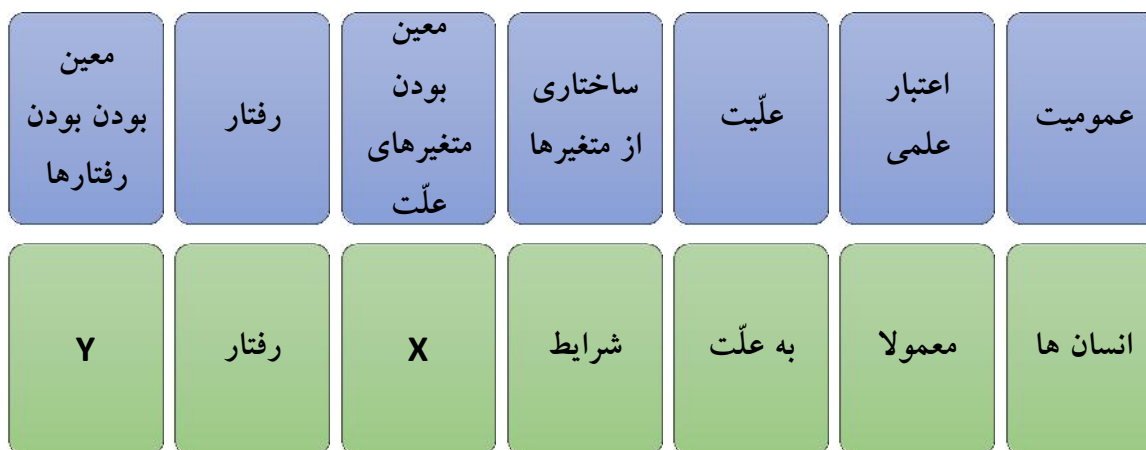 عمومیت
اعتبار
علمی
علّیت
ساختاری
از متغیرها
معین
بودن
متغیرهای
علّت
رفتار
معین
بودن بودن
رفتارها
انسان ها
معمولا
به علّت
شرایط
X
رفتار
Y